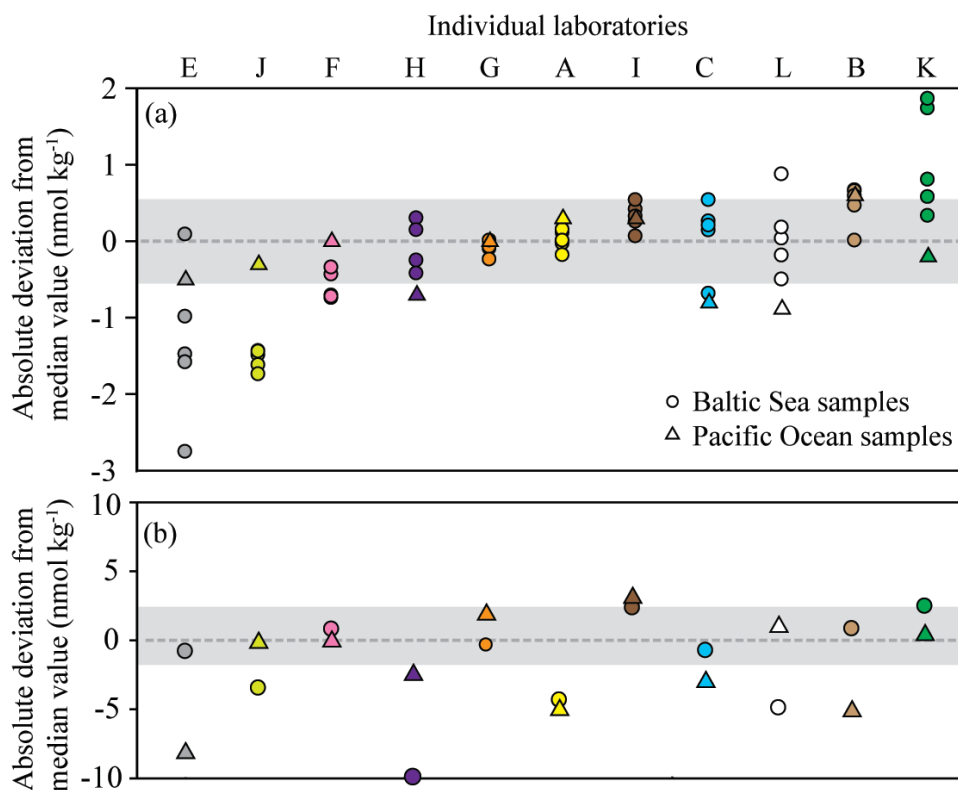 Individual laboratories
E J F H G A I C L B K
(a)
Absolute deviation from
median value (nmol kg⁻¹)
2
1
0
-1
-2
-3
Baltic Sea samples
Pacific Ocean samples
(b)
Absolute deviation from
median value (nmol kg⁻¹)
10
5
0
-5
-10